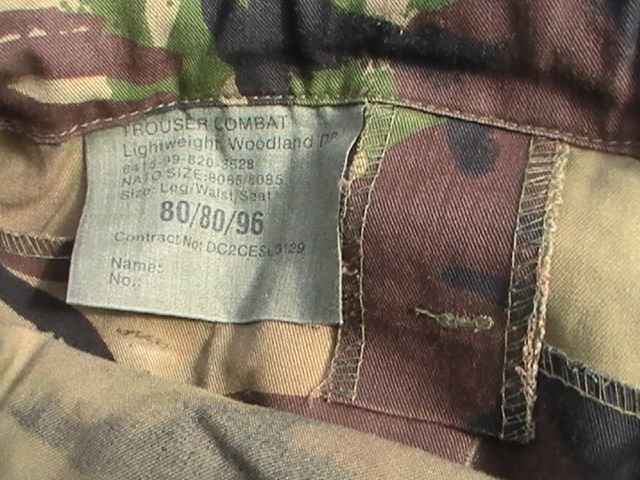 TROUSER COMBAT
Lightweight, Woodland DP
8415-99-820-3528
NATO SIZE:8065/8085
Size: Leg/Waist/Seat
80/80/96
Contract No: DC2CESL
Name:
No.: